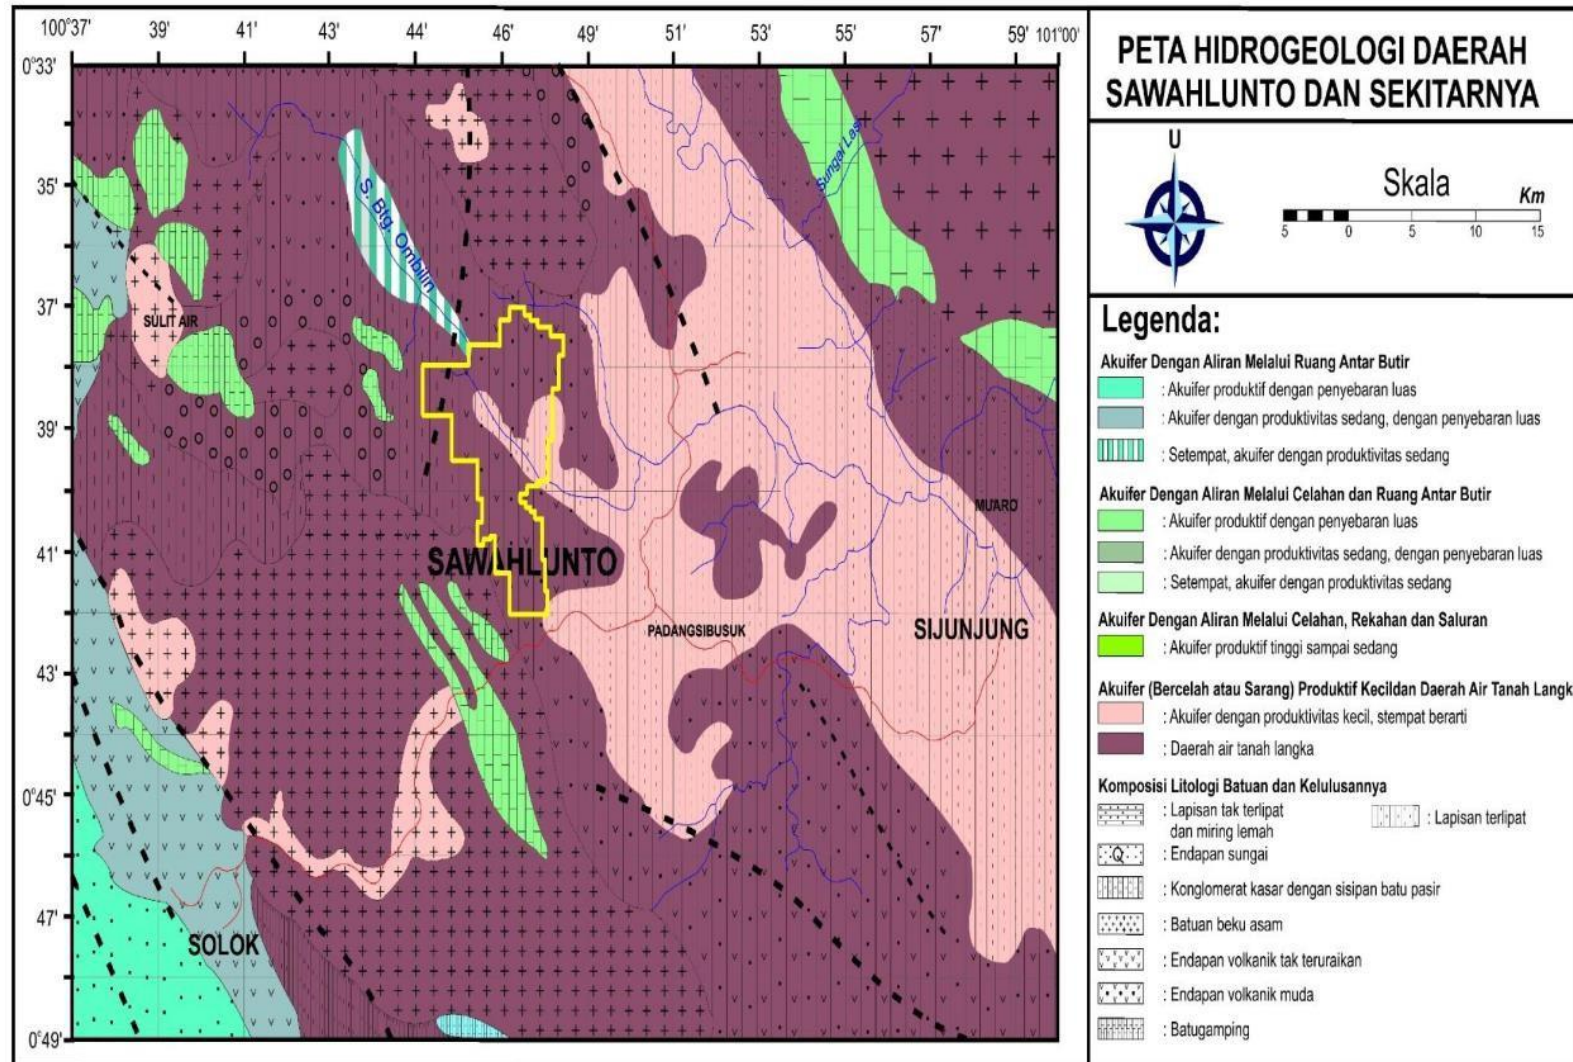 100°37'
39'
41'
43'
44'
46'
49'
51'
53'
55'
57'
59'
101°00'
0°33'
35'
37'
39'
41'
43'
0°45'
47'
0°49'
Sungai Lasi
S. Btg. Ombilin
SULIT AIR
MUARO
SAWAHLUNTO
PADANGSIBUSUK
SIJUNJUNG
SOLOK
PETA HIDROGEOLOGI DAERAH
SAWAHLUNTO DAN SEKITARNYA
U
Skala
Km
5 0 5 10 15
Legenda:
Akuifer Dengan Aliran Melalui Ruang Antar Butir
: Akuifer produktif dengan penyebaran luas
: Akuifer dengan produktivitas sedang, dengan penyebaran luas
: Setempat, akuifer dengan produktivitas sedang
Akuifer Dengan Aliran Melalui Celahan dan Ruang Antar Butir
: Akuifer produktif dengan penyebaran luas
: Akuifer dengan produktivitas sedang, dengan penyebaran luas
: Setempat, akuifer dengan produktivitas sedang
Akuifer Dengan Aliran Melalui Celahan, Rekahan dan Saluran
: Akuifer produktif tinggi sampai sedang
Akuifer (Bercelah atau Sarang) Produktif Kecildan Daerah Air Tanah Langk
: Akuifer dengan produktivitas kecil, stempat berarti
: Daerah air tanah langka
Komposisi Litologi Batuan dan Kelulusannya
: Lapisan tak terlipat
dan miring lemah
: Lapisan terlipat
Q
: Endapan sungai
: Konglomerat kasar dengan sisipan batu pasir
: Batuan beku asam
: Endapan volkanik tak teruraikan
: Endapan volkanik muda
: Batugamping